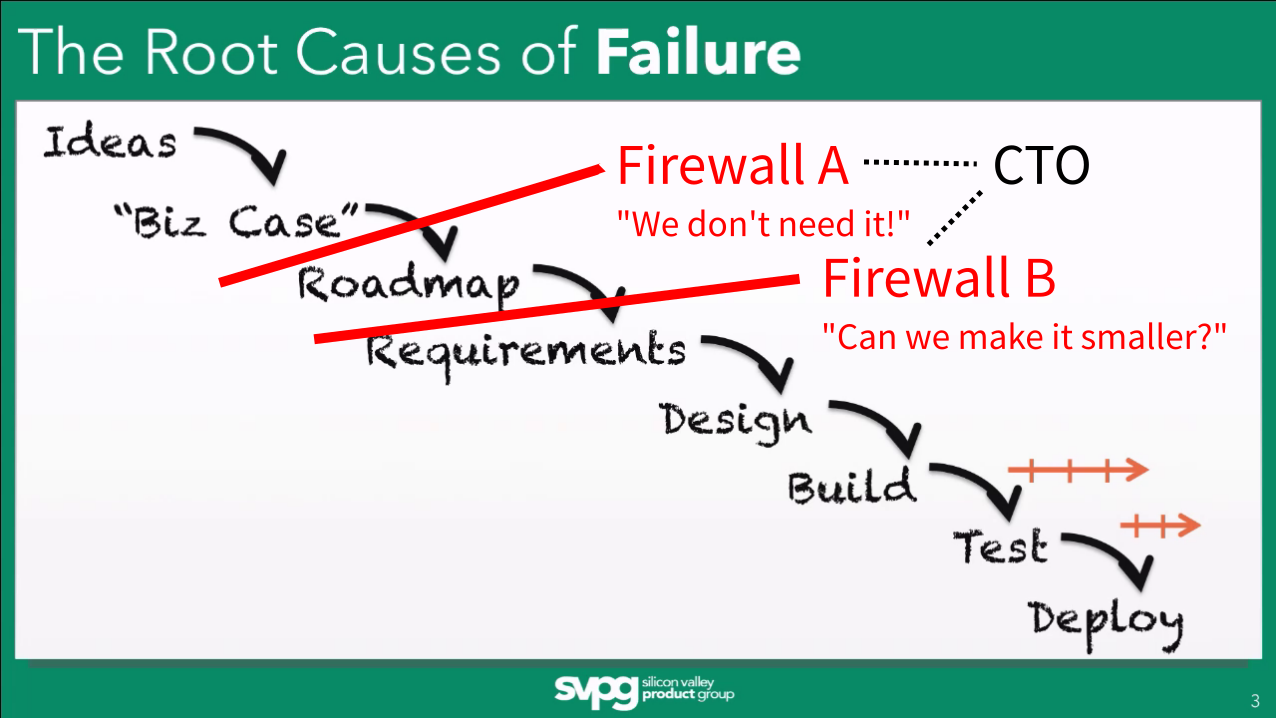 The Root Causes of Failure
Ideas
Firewall A
CTO
"We don't need it!"
“Biz Case”
Roadmap
Firewall B
"Can we make it smaller?"
Requirements
Design
Build
Test
Deploy
svpg silicon valley
product group
3